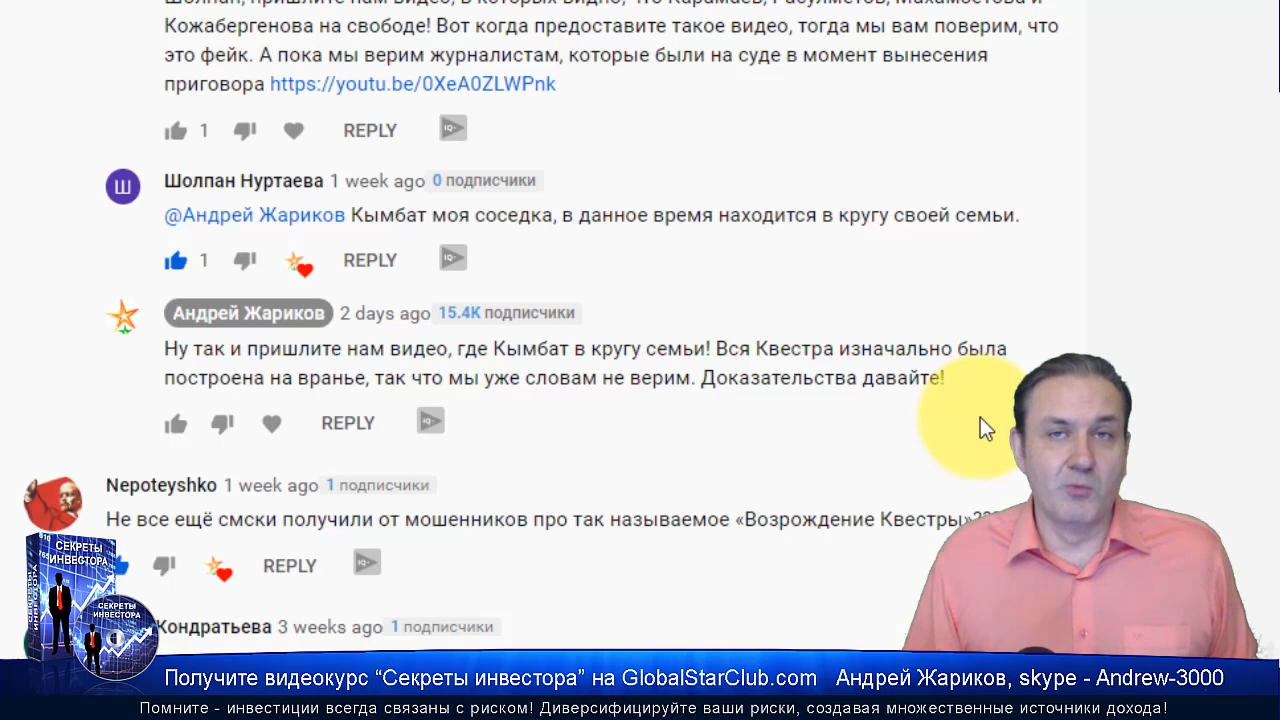 Шолпан, пришлите нам видео, в которых видно, что Карамаев, Расулметов, Махамбетова и
Кожабергенова на свободе! Вот когда предоставите такое видео, тогда мы вам поверим, что
это фейк. А пока мы верим журналистам, которые были на суде в момент вынесения
приговора https://youtu.be/0XeA0ZLWPnk
1 REPLY
Ш Шолпан Нуртаева 1 week ago 0 подписчики
@Андрей Жариков Кымбат моя соседка, в данное время находится в кругу своей семьи.
1 REPLY
Андрей Жариков 2 days ago 15.4K подписчики
Ну так и пришлите нам видео, где Кымбат в кругу семьи! Вся Квестра изначально была
построена на вранье, так что мы уже словам не верим. Доказательства давайте!
REPLY
Nepoteyshko 1 week ago 1 подписчики
Не все ещё смски получили от мошенников про так называемое «Возрождение Квестры»???
REPLY
СЕКРЕТЫ
ИНВЕСТОРА
СЕКРЕТЫ
ИНВЕСТОРА
Кондратьева 3 weeks ago 1 подписчики
Получите видеокурс “Секреты инвестора” на GlobalStarClub.com Андрей Жариков, skype - Andrew-3000
Помните - инвестиции всегда связаны с риском! Диверсифицируйте ваши риски, создавая множественные источники дохода!